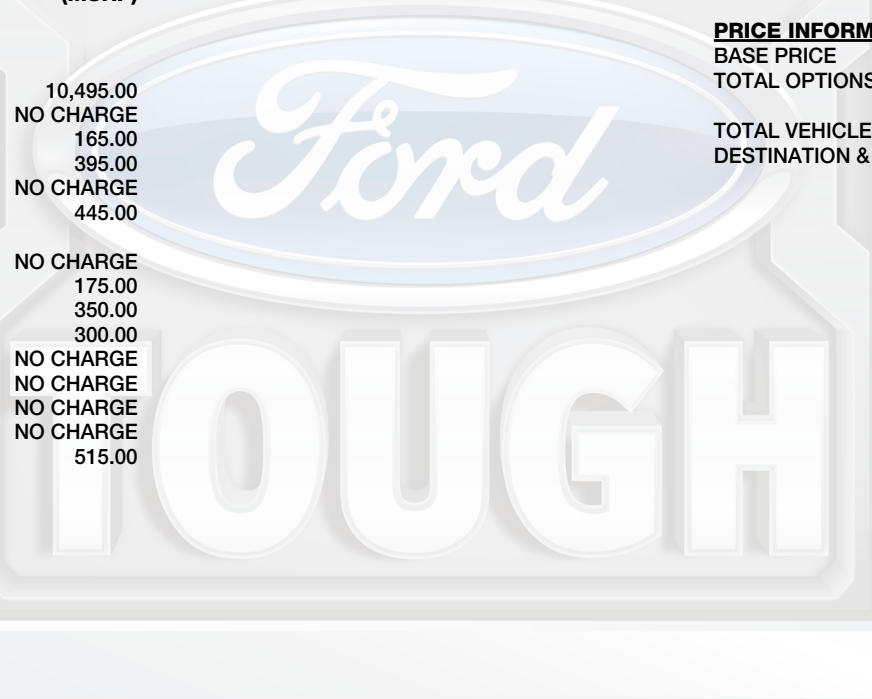 (MSRP)
10,495.00
NO CHARGE
165.00
395.00
NO CHARGE
445.00
NO CHARGE
175.00
350.00
300.00
NO CHARGE
NO CHARGE
NO CHARGE
NO CHARGE
515.00
PRICE INFORM
BASE PRICE
TOTAL OPTIONS
TOTAL VEHICLE
DESTINATION &
Ford
TOUGH